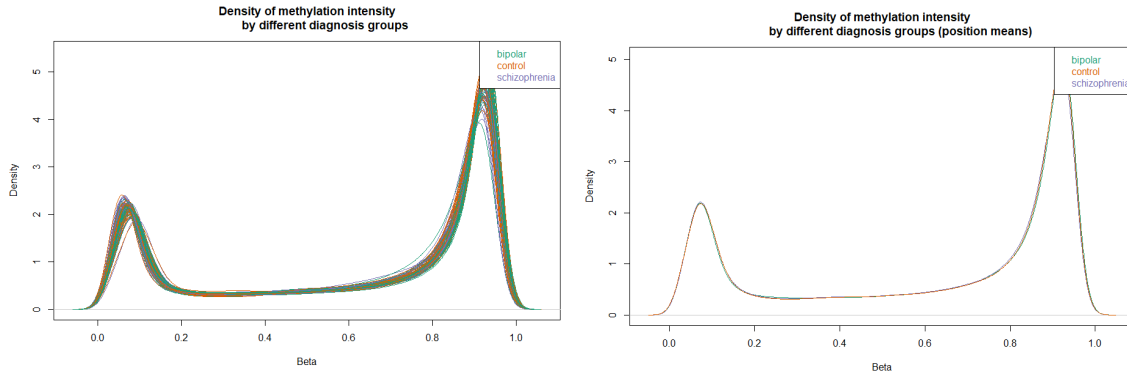 Density of methylation intensity
by different diagnosis groups
bipolar
control
schizophrenia
Density
0
1
2
3
4
5
0.0
0.2
0.4
0.6
0.8
1.0
Beta
Density of methylation intensity
by different diagnosis groups (position means)
bipolar
control
schizophrenia
Density
0
1
2
3
4
5
0.0
0.2
0.4
0.6
0.8
1.0
Beta